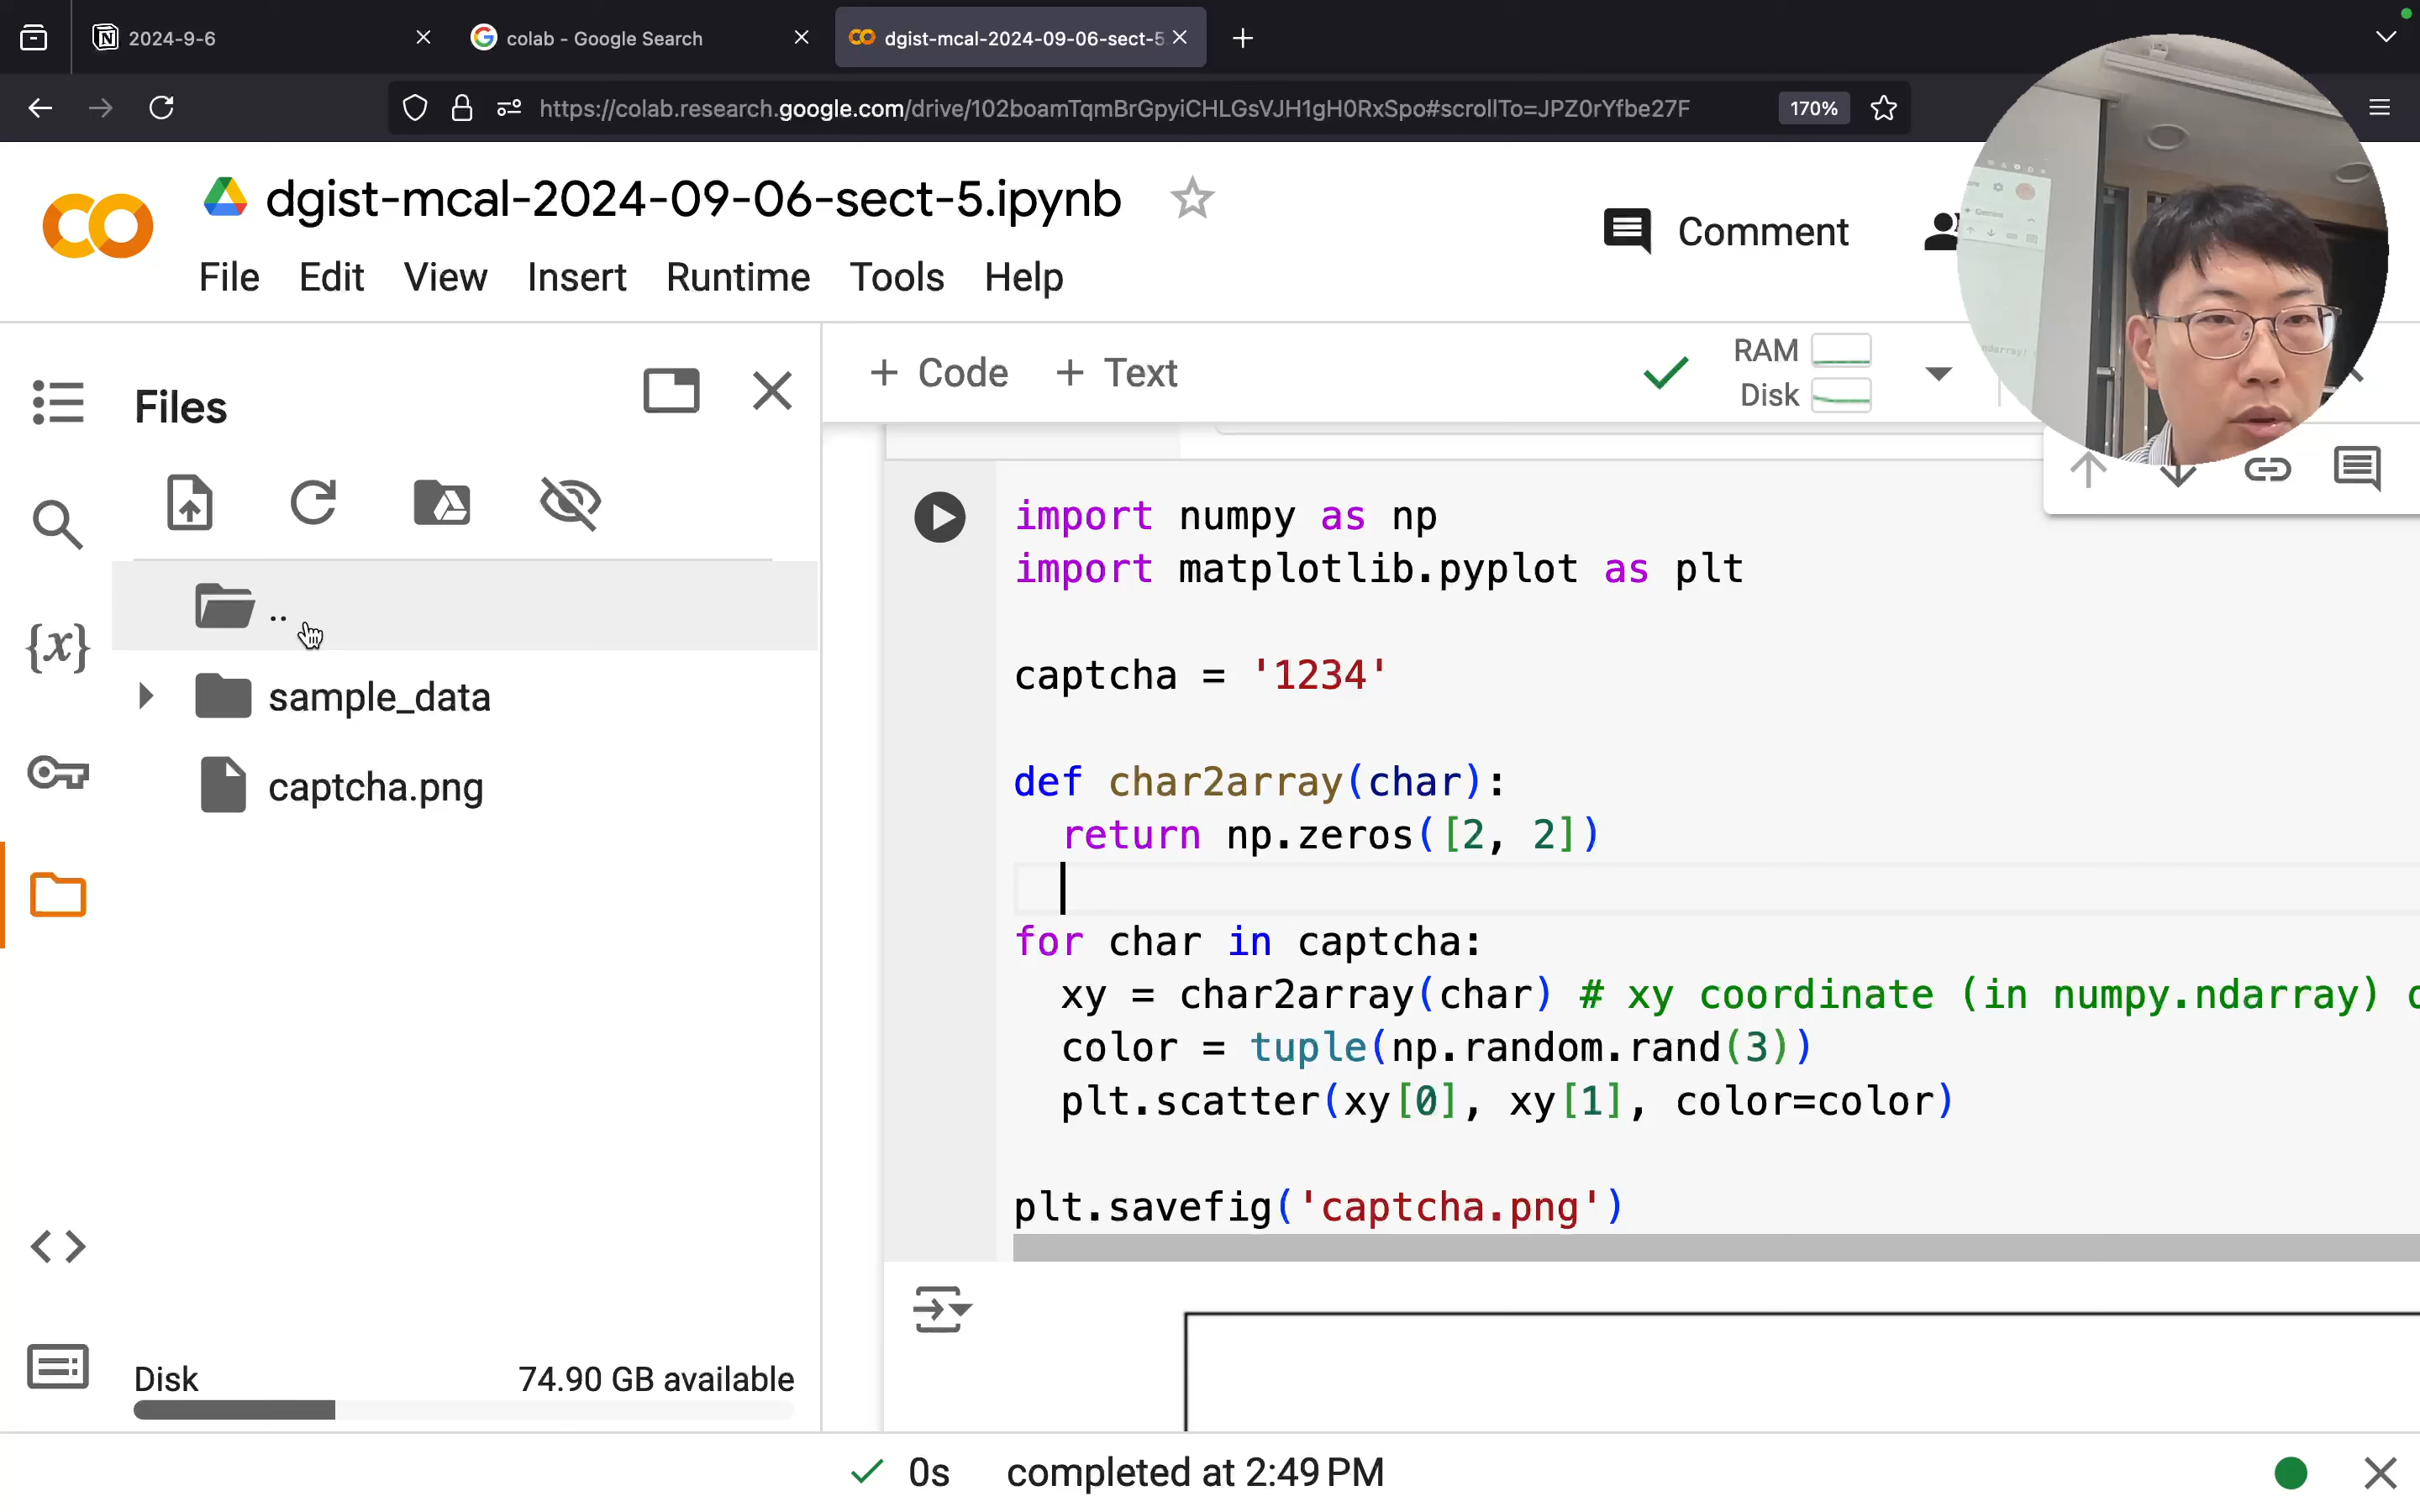 2024-9-6
colab - Google Search
dgist-mcal-2024-09-06-sect-5
https://colab.research.google.com/drive/102boamTqmBrGpyiCHLGsVJH1gH0RxSpo#scrollTo=JPZ0rYfbe27F
170%
dgist-mcal-2024-09-06-sect-5.ipynb
Comment
File Edit View Insert Runtime Tools Help
Files
+ Code + Text
RAM
Disk
..
sample_data
captcha.png
{x}
import numpy as np
import matplotlib.pyplot as plt
captcha = '1234'
def char2array(char):
return np.zeros([2, 2])
for char in captcha:
xy = char2array(char) # xy coordinate (in numpy.ndarray)
color = tuple(np.random.rand(3))
plt.scatter(xy[0], xy[1], color=color)
plt.savefig('captcha.png')
Disk 74.90 GB available
0s completed at 2:49 PM